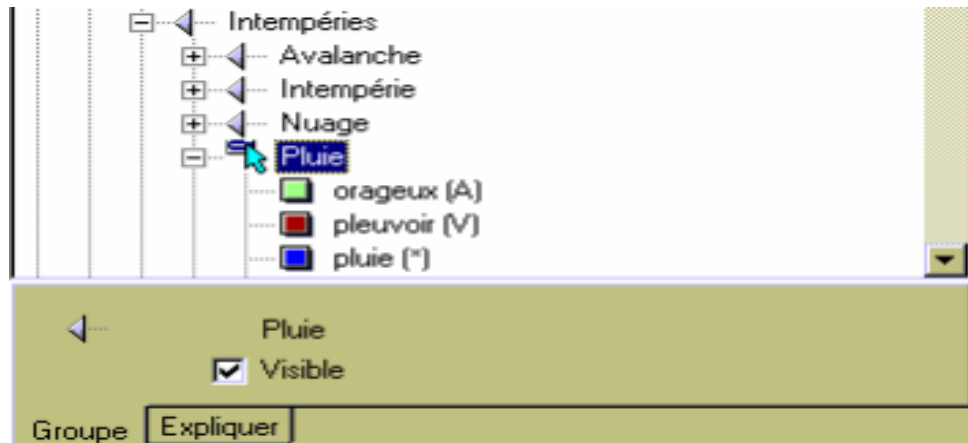 Intempéries
Avalanche
Intempérie
Nuage
Pluie
orageux (A)
pleuvoir (V)
pluie (*)
Pluie
Visible
Groupe Expliquer